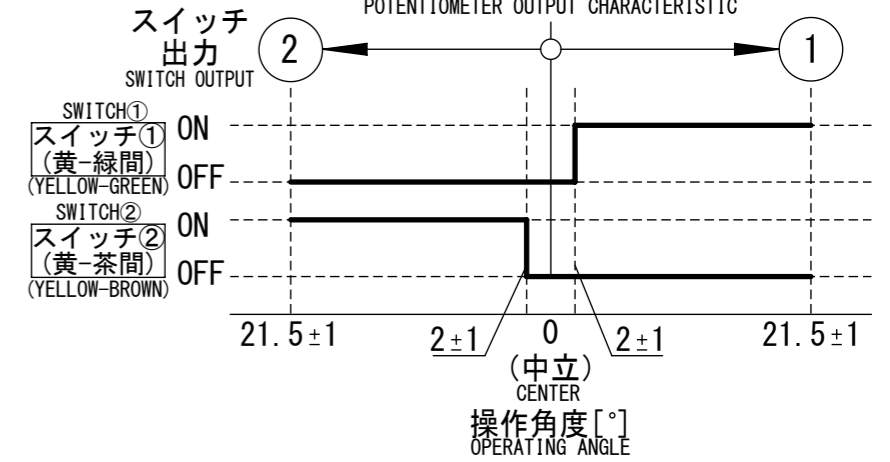 POTENTIOMETER OUTPUT CHARACTERISTIC
スイッチ
出力
SWITCH OUTPUT
②
①
SWITCH①
スイッチ①
(黄-緑間)
(YELLOW-GREEN)
ON
OFF
SWITCH②
スイッチ②
(黄-茶間)
(YELLOW-BROWN)
ON
OFF
21.5±1
2±1
0
2±1
21.5±1
(中立)
CENTER
操作角度[°]
OPERATING ANGLE